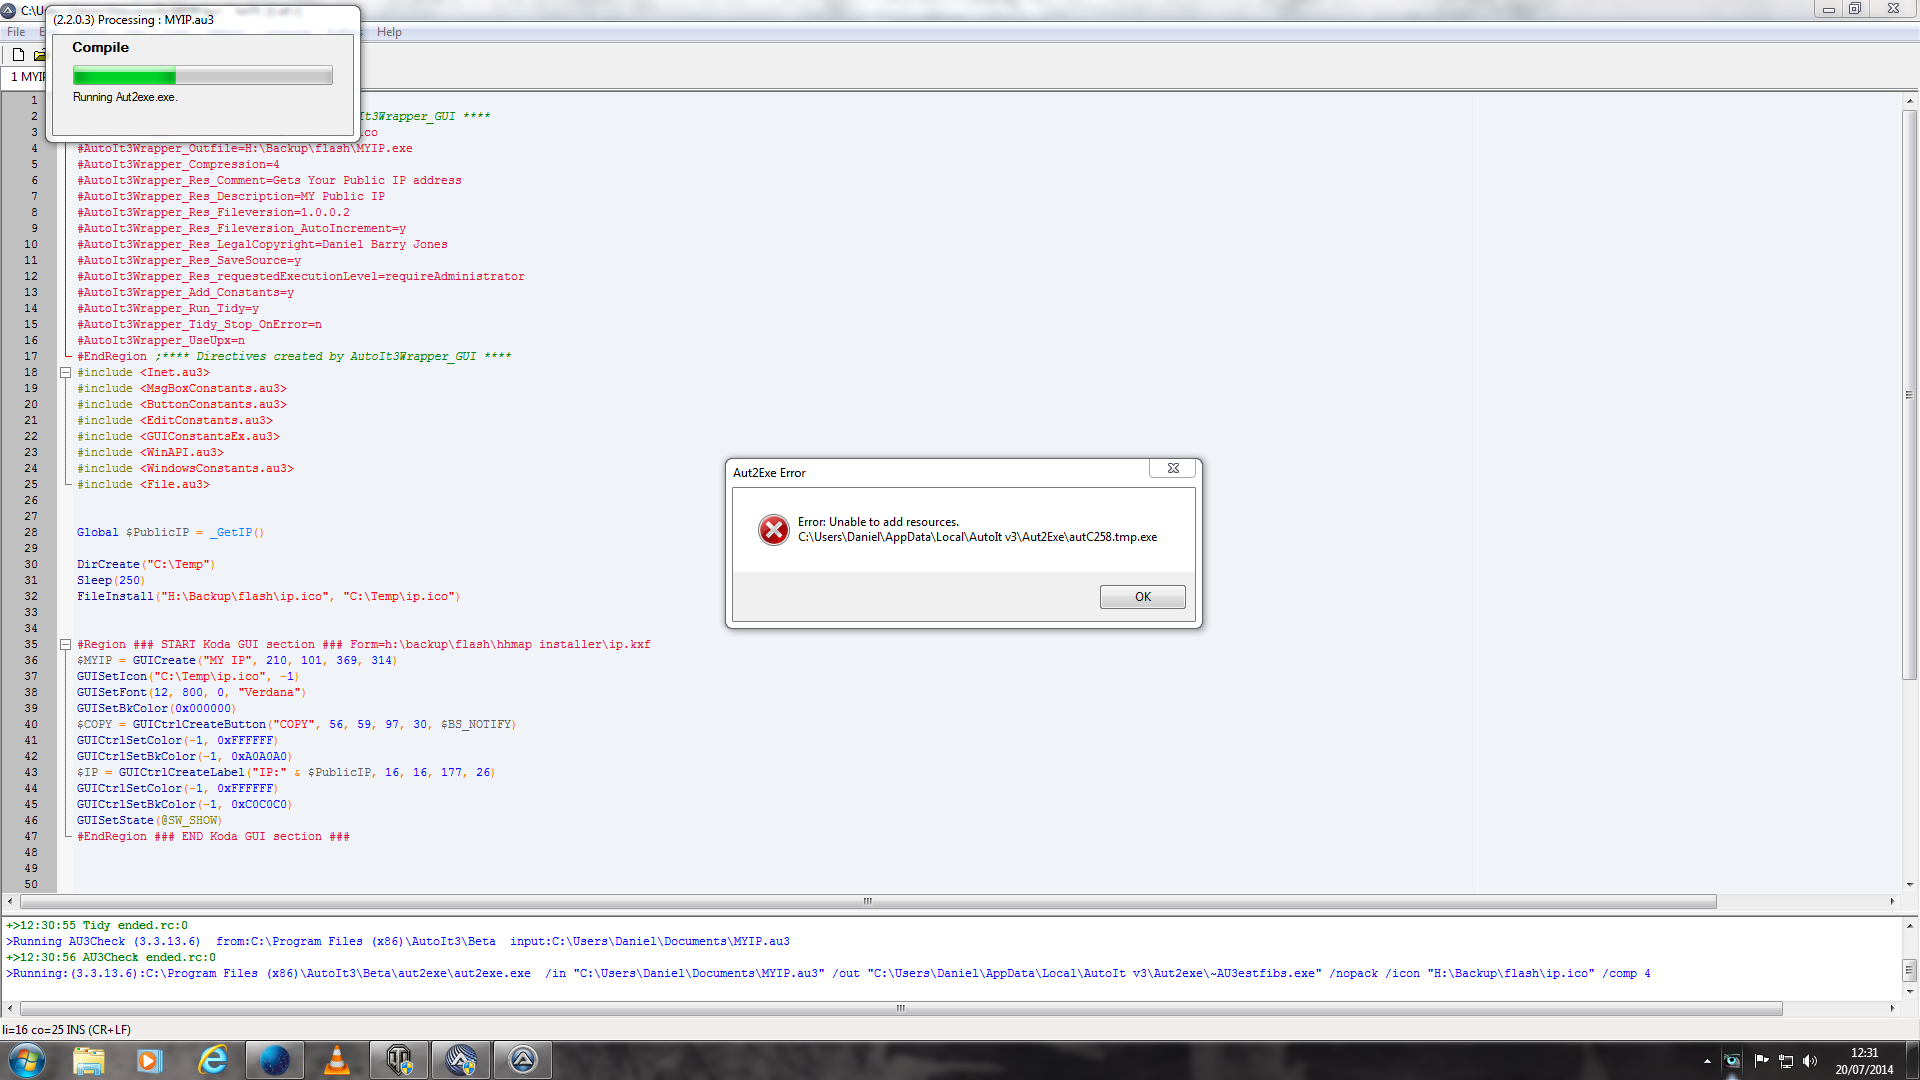 C:\U
(2.2.0.3) Processing : MYIP.au3
File E Help
Compile
Running Aut2exe.exe.
1 MYIP
1
2 It3Wrapper_GUI ****
3 ico
4 #AutoIt3Wrapper_Outfile=H:\Backup\flash\MYIP.exe
5 #AutoIt3Wrapper_Compression=4
6 #AutoIt3Wrapper_Res_Comment=Gets Your Public IP address
7 #AutoIt3Wrapper_Res_Description=MY Public IP
8 #AutoIt3Wrapper_Res_Fileversion=1.0.0.2
9 #AutoIt3Wrapper_Res_Fileversion_AutoIncrement=y
10 #AutoIt3Wrapper_Res_LegalCopyright=Daniel Barry Jones
11 #AutoIt3Wrapper_Res_SaveSource=y
12 #AutoIt3Wrapper_Res_requestedExecutionLevel=requireAdministrator
13 #AutoIt3Wrapper_Add_Constants=y
14 #AutoIt3Wrapper_Run_Tidy=y
15 #AutoIt3Wrapper_Tidy_Stop_OnError=n
16 #AutoIt3Wrapper_UseUpx=n
17 #EndRegion ;**** Directives created by AutoIt3Wrapper_GUI ****
18 #include <Inet.au3>
19 #include <MsgBoxConstants.au3>
20 #include <ButtonConstants.au3>
21 #include <EditConstants.au3>
22 #include <GUIConstantsEx.au3>
23 #include <WinAPI.au3>
24 #include <WindowsConstants.au3>
25 #include <File.au3>
26
27
28 Global $PublicIP = _GetIP()
29
30 DirCreate("C:\Temp")
31 Sleep(250)
32 FileInstall("H:\Backup\flash\ip.ico", "C:\Temp\ip.ico")
33
34
35 #Region ### START Koda GUI section ### Form=h:\backup\flash\hhmap installer\ip.kxf
36 $MYIP = GUICreate("MY IP", 210, 101, 369, 314)
37 GUISetIcon("C:\Temp\ip.ico", -1)
38 GUISetFont(12, 800, 0, "Verdana")
39 GUISetBkColor(0x000000)
40 $COPY = GUICtrlCreateButton("COPY", 56, 59, 97, 30, $BS_NOTIFY)
41 GUICtrlSetColor(-1, 0xFFFFFF)
42 GUICtrlSetBkColor(-1, 0xA0A0A0)
43 $IP = GUICtrlCreateLabel("IP:" & $PublicIP, 16, 16, 177, 26)
44 GUICtrlSetColor(-1, 0xFFFFFF)
45 GUICtrlSetBkColor(-1, 0xC0C0C0)
46 GUISetState(@SW_SHOW)
47 #EndRegion ### END Koda GUI section ###
48
49
50
Aut2Exe Error
Error: Unable to add resources.
C:\Users\Daniel\AppData\Local\AutoIt v3\Aut2Exe\autC258.tmp.exe
OK
+>12:30:55 Tidy ended.rc:0
>Running AU3Check (3.3.13.6) from:C:\Program Files (x86)\AutoIt3\Beta input:C:\Users\Daniel\Documents\MYIP.au3
+>12:30:56 AU3Check ended.rc:0
>Running:(3.3.13.6):C:\Program Files (x86)\AutoIt3\Beta\aut2exe\aut2exe.exe /in "C:\Users\Daniel\Documents\MYIP.au3" /out "C:\Users\Daniel\AppData\Local\AutoIt v3\Aut2exe\~AU3estfibs.exe" /nopack /icon "H:\Backup\flash\ip.ico" /comp 4
li=16 co=25 INS (CR+LF)
12:31
20/07/2014